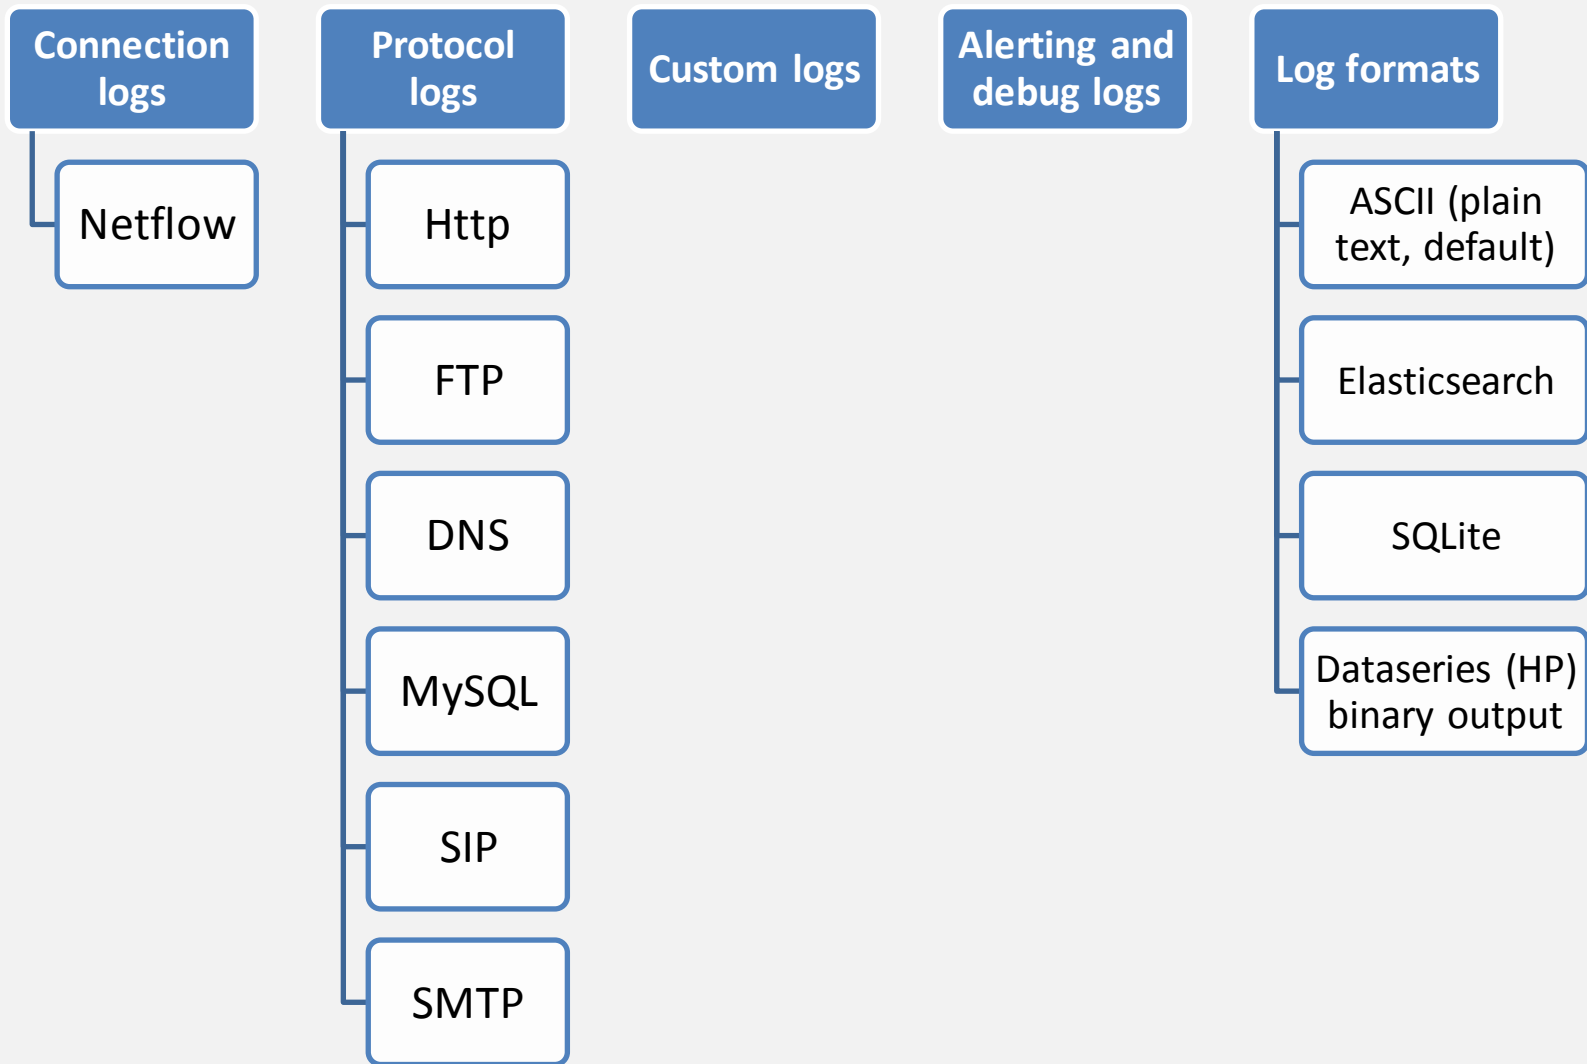 Connection
logs
Netflow
Protocol
logs
Http
FTP
DNS
MySQL
SIP
SMTP
Custom logs
Alerting and
debug logs
Log formats
ASCII (plain
text, default)
Elasticsearch
SQLite
Dataseries (HP)
binary output